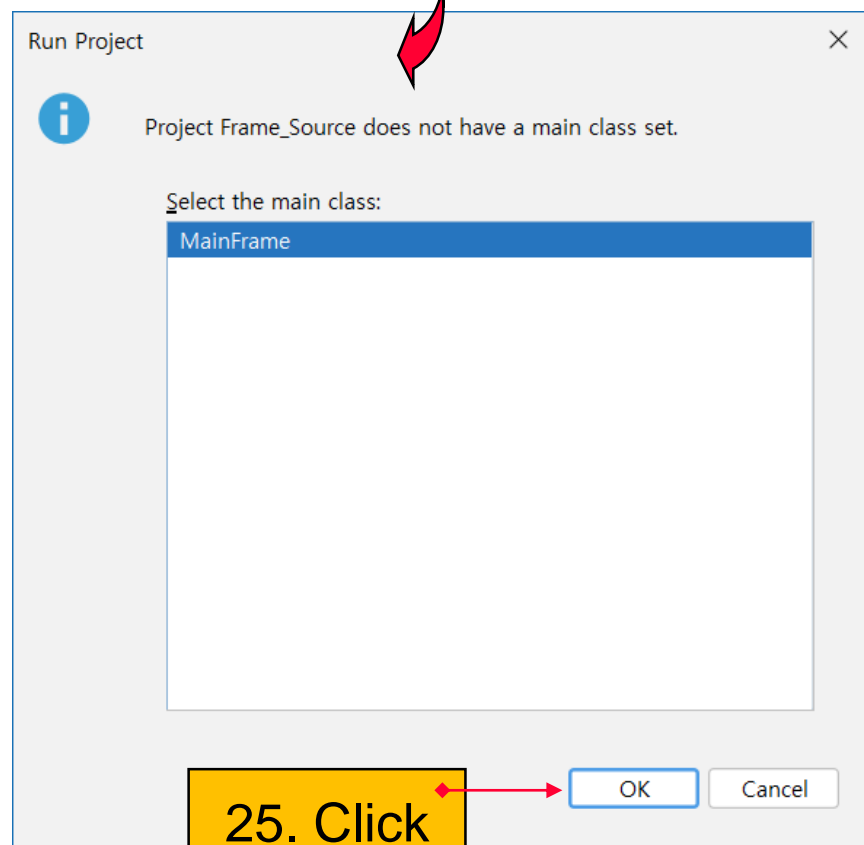 Run Project
Project Frame_Source does not have a main class set.
Select the main class:
MainFrame
OK Cancel
25. Click